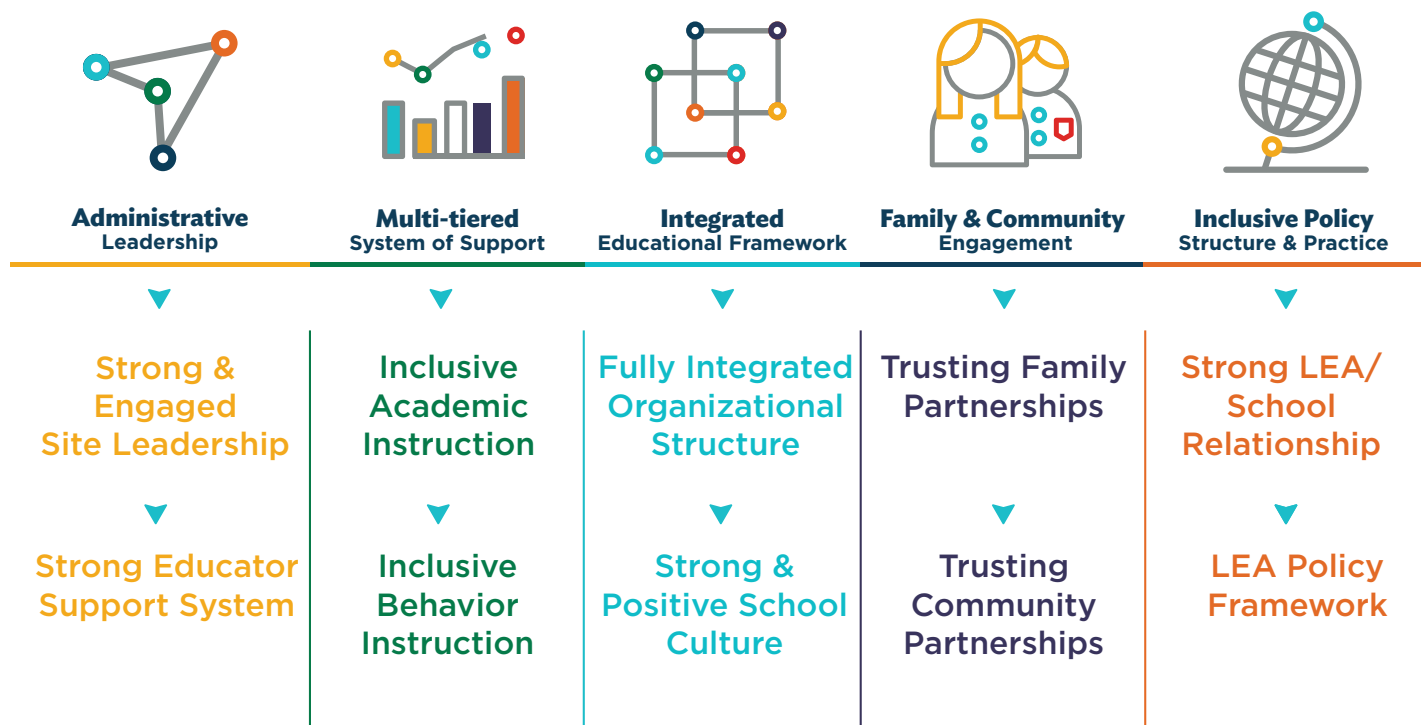 Administrative
Leadership
Multi-tiered
System of Support
Integrated
Educational Framework
Family & Community
Engagement
Inclusive Policy
Structure & Practice
Strong &
Engaged
Site Leadership
Inclusive
Academic
Instruction
Fully Integrated
Organizational
Structure
Trusting Family
Partnerships
Strong LEA/
School
Relationship
Strong Educator
Support System
Inclusive
Behavior
Instruction
Strong &
Positive School
Culture
Trusting
Community
Partnerships
LEA Policy
Framework